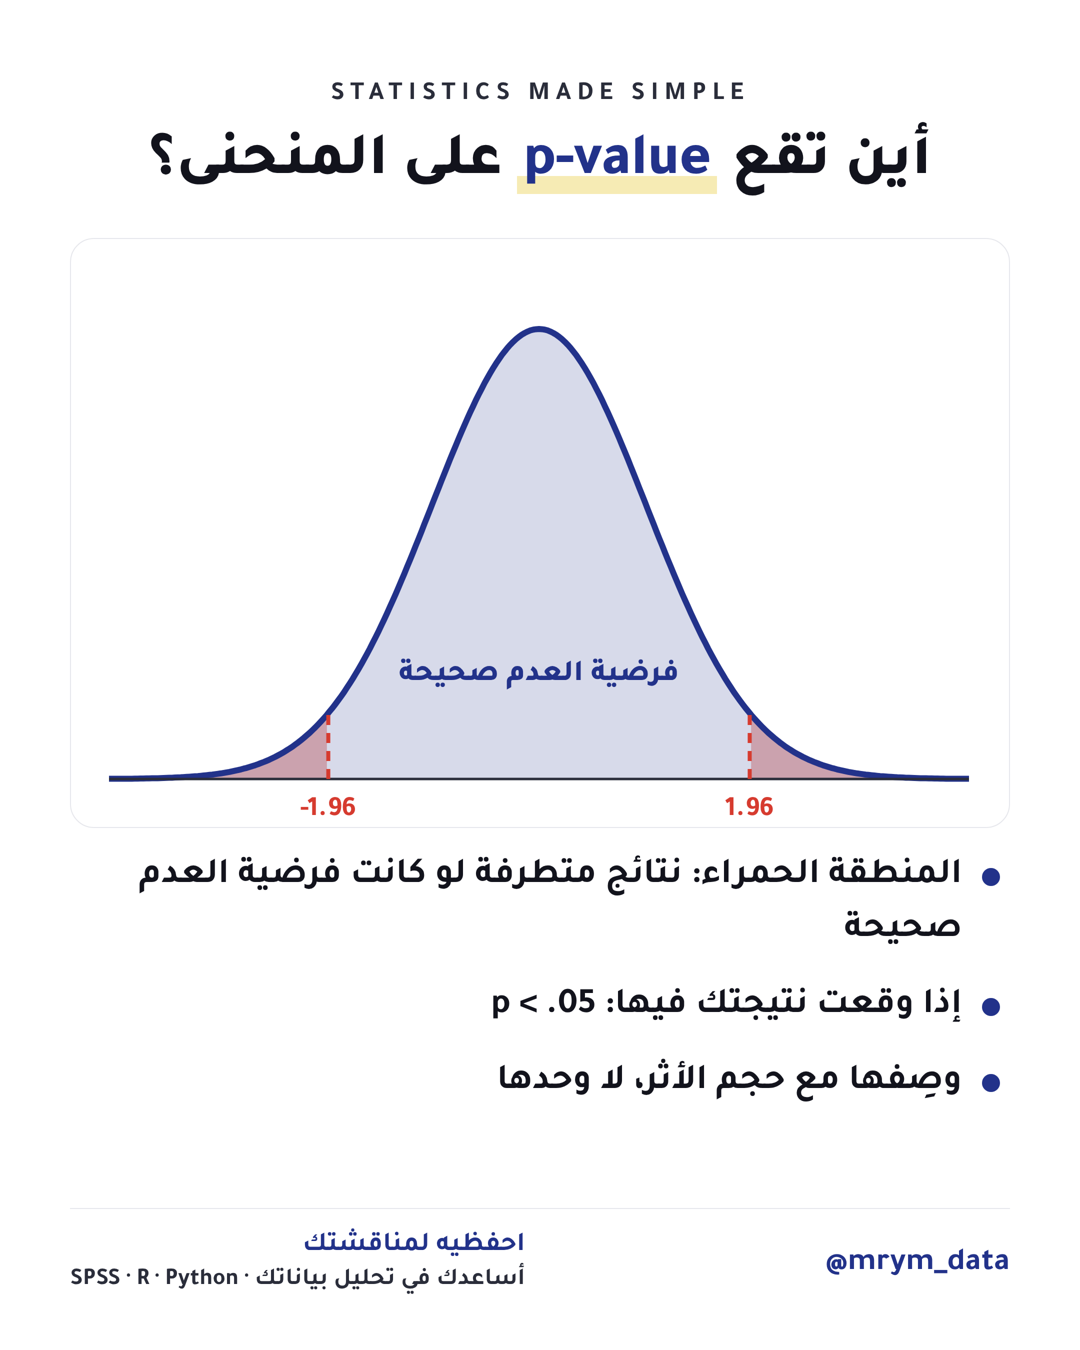 STATISTICS MADE SIMPLE
أين تقع p-value على المنحنى؟
فرضية العدم صحيحة
-1.96
1.96
المنطقة الحمراء: نتائج متطرفة لو كانت فرضية العدم
صحيحة
إذا وقعت نتيجتك فيها: p < .05
وصِفها مع حجم الأثر، لا وحدها
@mrym_data
احفظيه لمناقشتك
أساعدك في تحليل بياناتك · SPSS · R · Python